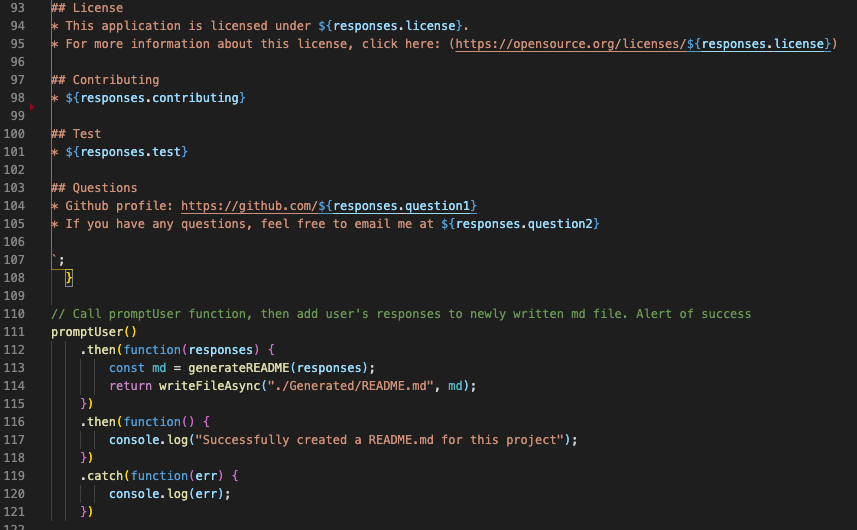 93 ## License
94 * This application is licensed under ${responses.license}.
95 * For more information about this license, click here: (https://opensource.org/licenses/${responses.license})
96
97 ## Contributing
98 * ${responses.contributing}
99
100 ## Test
101 * ${responses.test}
102
103 ## Questions
104 * Github profile: https://github.com/${responses.question1}
105 * If you have any questions, feel free to email me at ${responses.question2}
106
107 `;
108 }
109
110 // Call promptUser function, then add user's responses to newly written md file. Alert of success
111 promptUser()
112 .then(function(responses) {
113 const md = generateREADME(responses);
114 return writeFileAsync("./Generated/README.md", md);
115 })
116 .then(function() {
117 console.log("Successfully created a README.md for this project");
118 })
119 .catch(function(err) {
120 console.log(err);
121 })
122